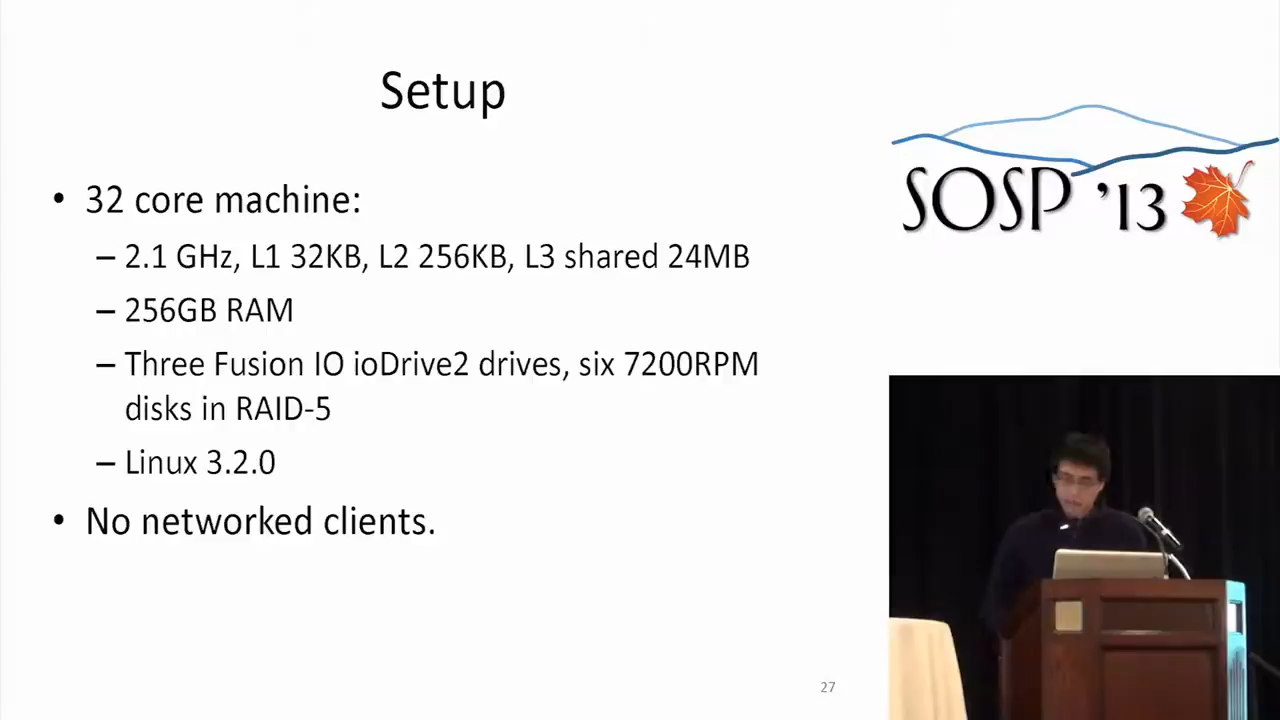 Setup
• 32 core machine:
– 2.1 GHz, L1 32KB, L2 256KB, L3 shared 24MB
– 256GB RAM
– Three Fusion IO ioDrive2 drives, six 7200RPM
disks in RAID-5
– Linux 3.2.0
• No networked clients.
27
SOSP '13